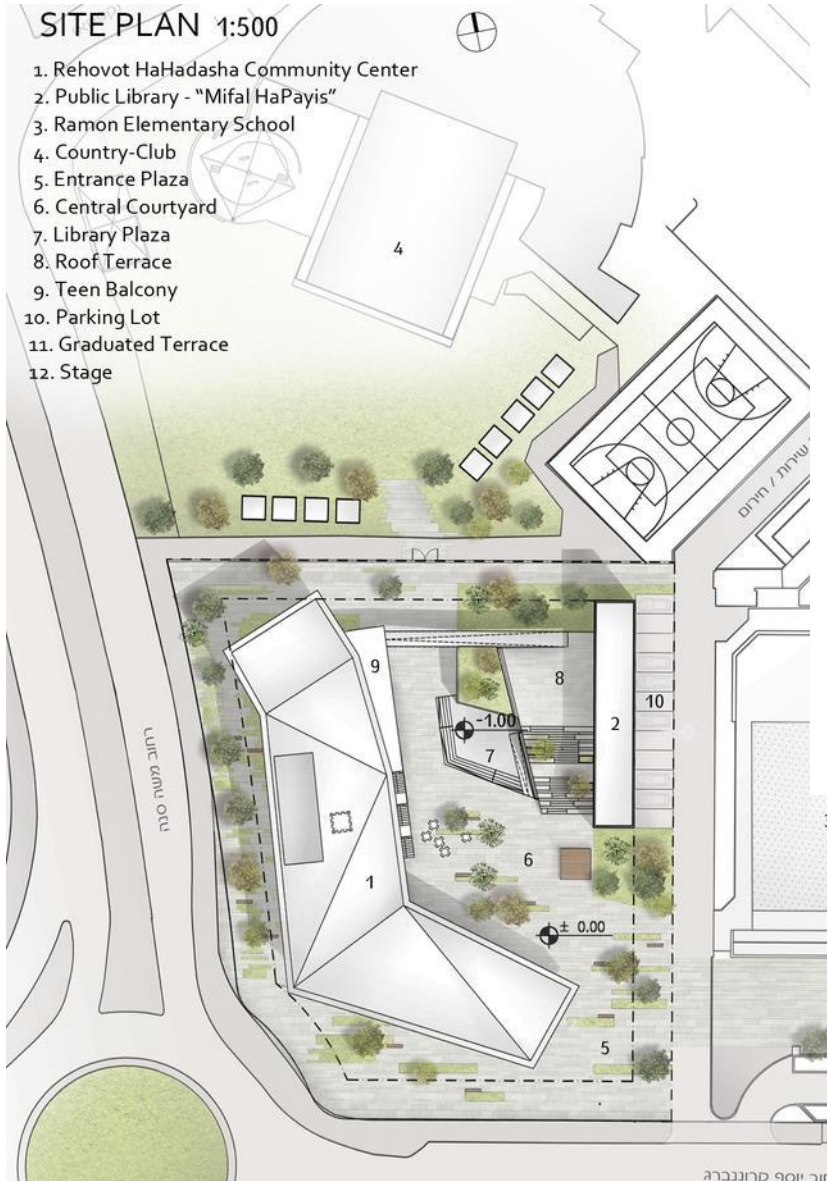 SITE PLAN 1:500
1. Rehovot HaHadasha Community Center
2. Public Library - “Mifal HaPayis”
3. Ramon Elementary School
4. Country-Club
5. Entrance Plaza
6. Central Courtyard
7. Library Plaza
8. Roof Terrace
9. Teen Balcony
10. Parking Lot
11. Graduated Terrace
12. Stage
4
שירות / חירום
9
8
10
2
-1.00
7
6
1
± 0.00
5